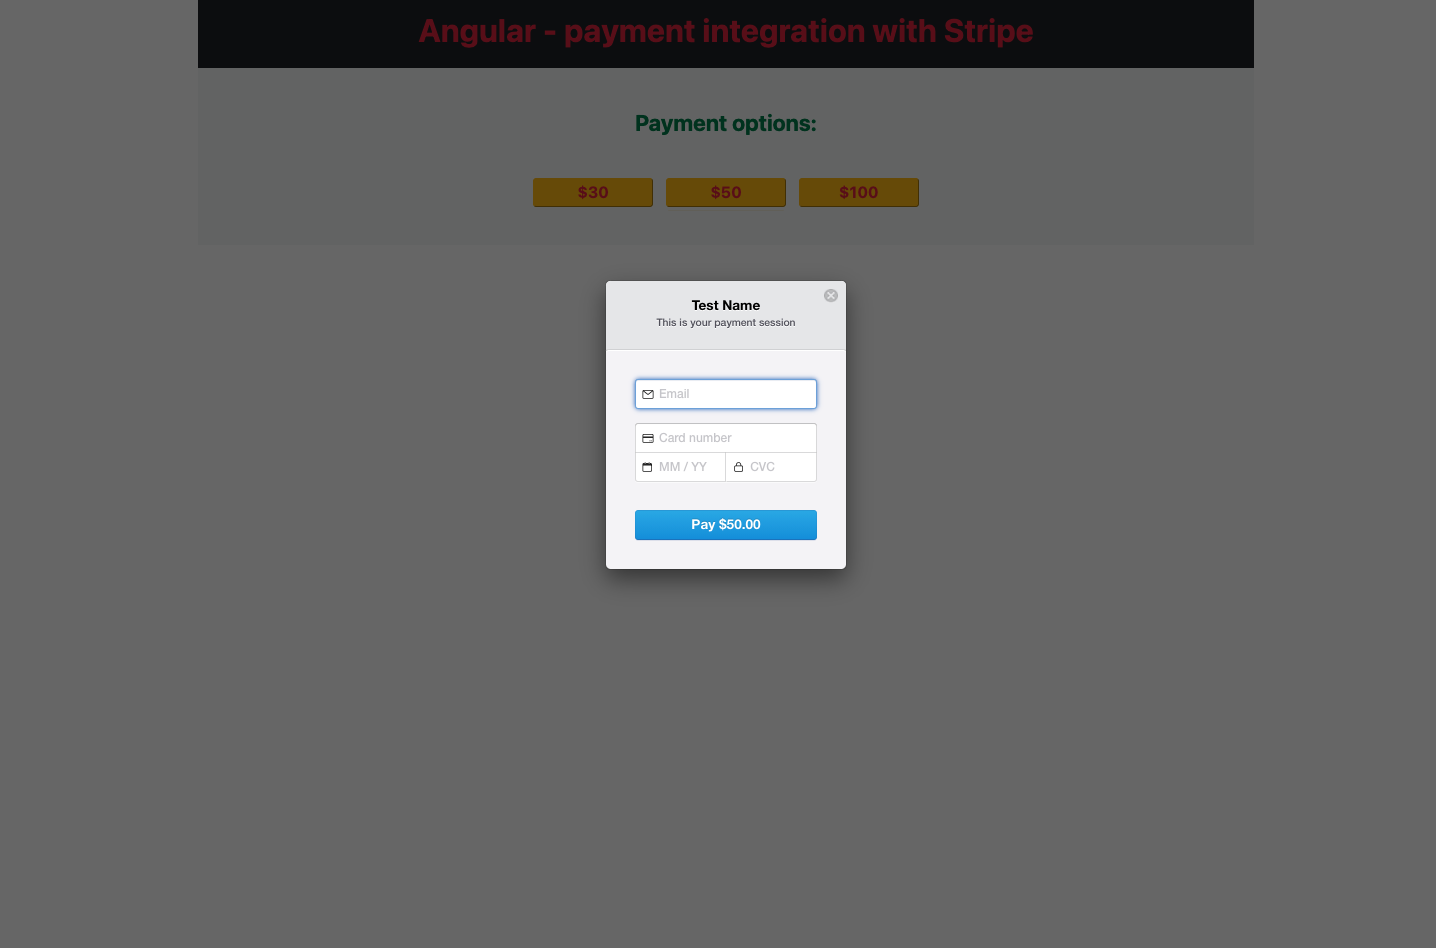 Angular - payment integration with Stripe
Payment options:
$30 $50 $100
Test Name
This is your payment session
Email
Card number
MM / YY CVC
Pay $50.00